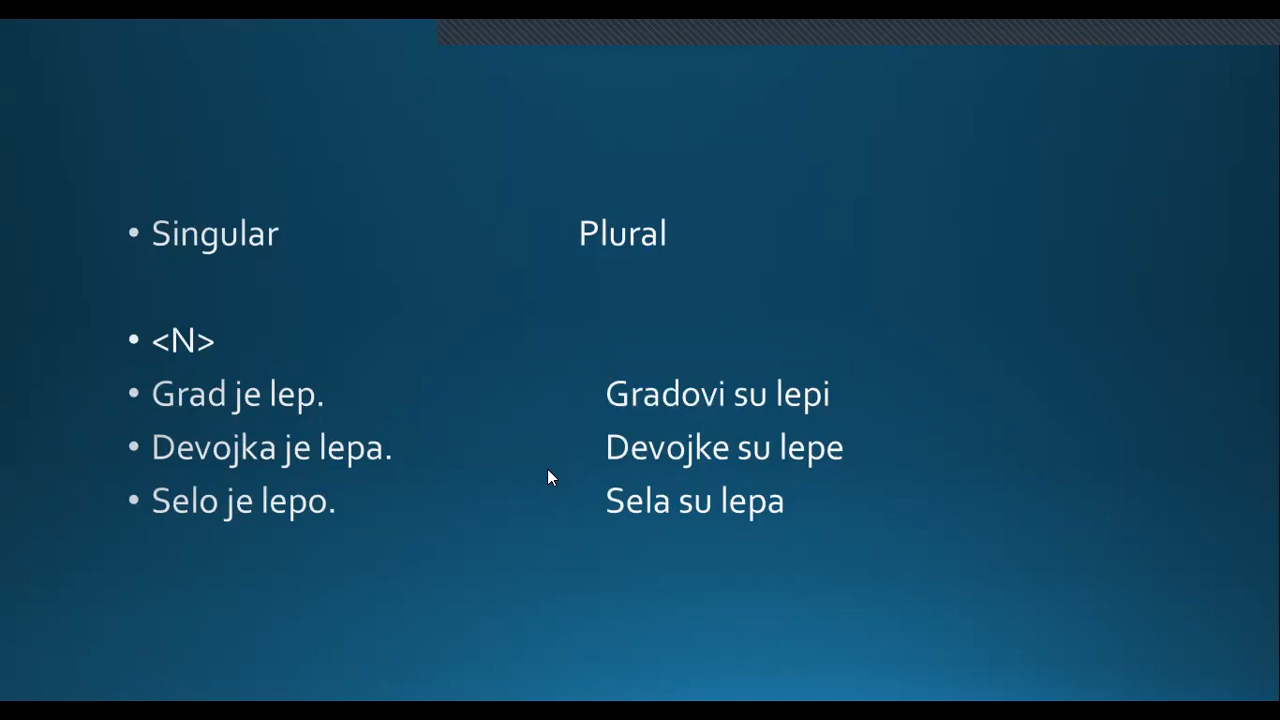 • Singular Plural
• <N>
• Grad je lep. Gradovi su lepi
• Devojka je lepa. Devojke su lepe
• Selo je lepo. Sela su lepa